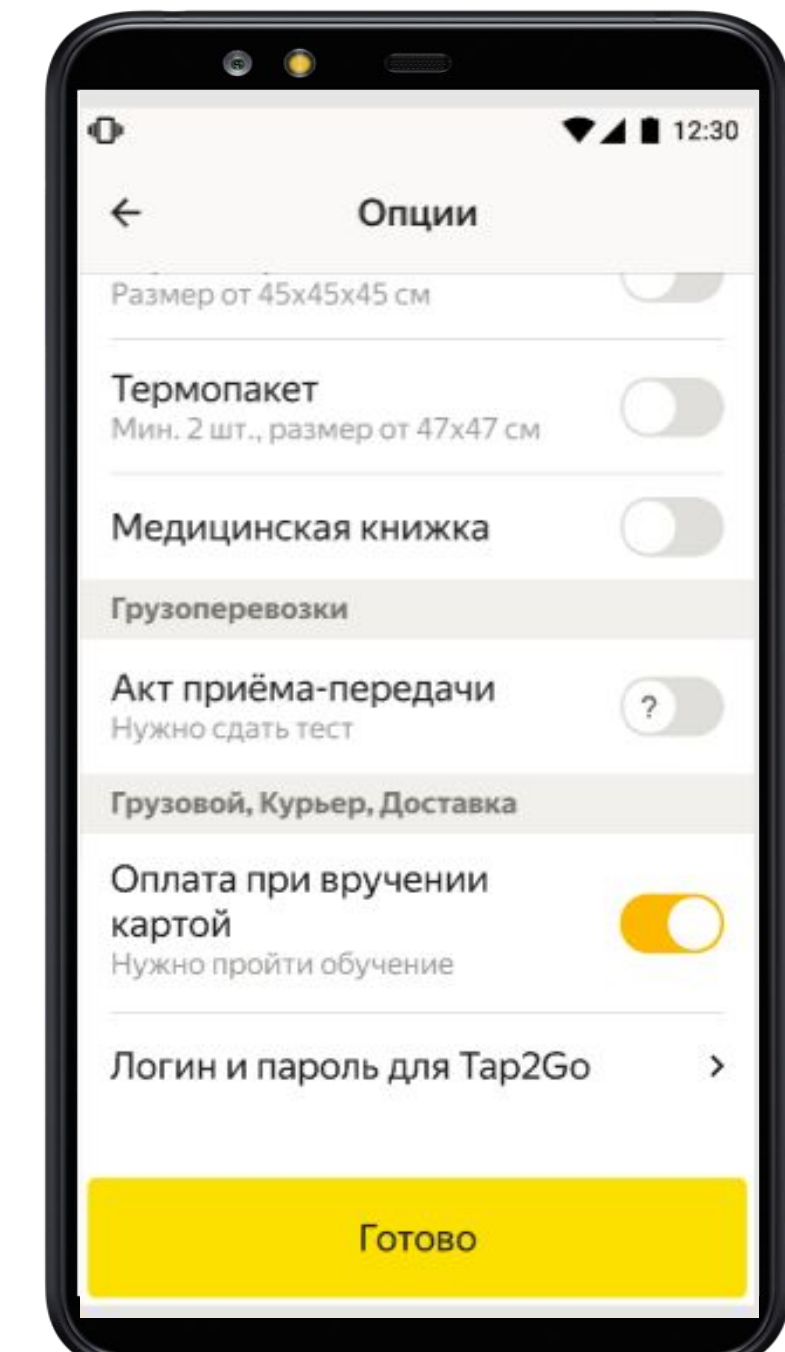 12:30
Опции
Размер от 45x45x45 см
Термопакет
Мин. 2 шт., размер от 47x47 см
Медицинская книжка
Грузоперевозки
Акт приёма-передачи
Нужно сдать тест
?
Грузовой, Курьер, Доставка
Оплата при вручении
картой
Нужно пройти обучение
Логин и пароль для Tap2Go
Готово